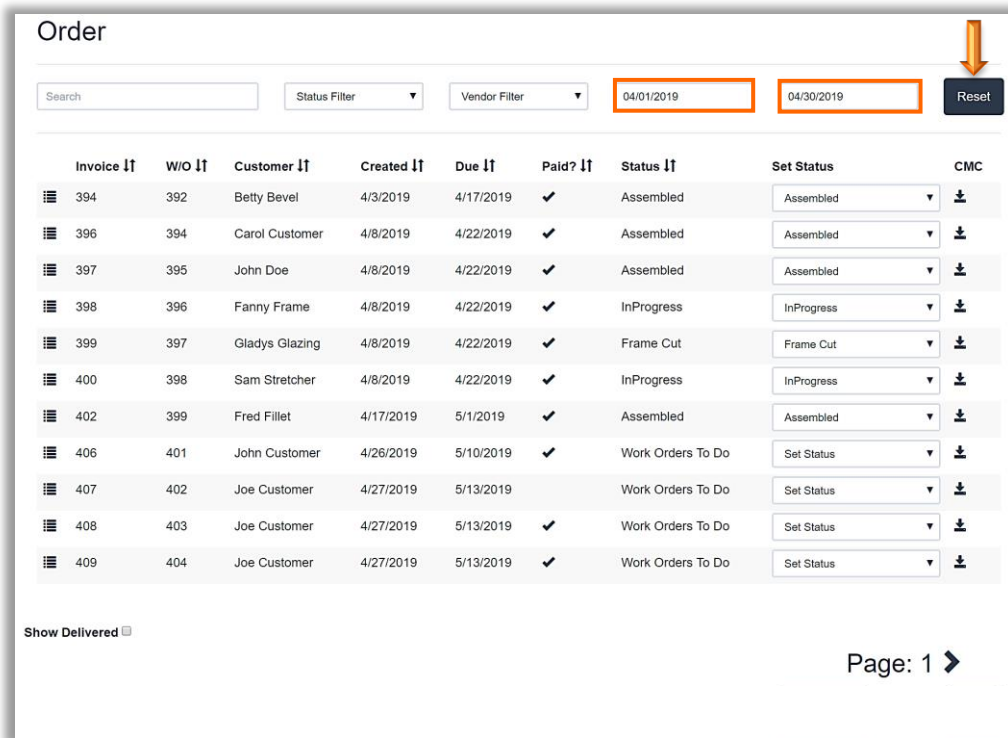 Order
Search Status Filter Vendor Filter 04/01/2019 04/30/2019 Reset
Invoice W/O Customer Created Due Paid? Status Set Status CMC
394 392 Betty Bevel 4/3/2019 4/17/2019 Assembled Assembled
396 394 Carol Customer 4/8/2019 4/22/2019 Assembled Assembled
397 395 John Doe 4/8/2019 4/22/2019 Assembled Assembled
398 396 Fanny Frame 4/8/2019 4/22/2019 InProgress InProgress
399 397 Gladys Glazing 4/8/2019 4/22/2019 Frame Cut Frame Cut
400 398 Sam Stretcher 4/8/2019 4/22/2019 InProgress InProgress
402 399 Fred Fillet 4/17/2019 5/1/2019 Assembled Assembled
406 401 John Customer 4/26/2019 5/10/2019 Work Orders To Do Set Status
407 402 Joe Customer 4/27/2019 5/13/2019 Work Orders To Do Set Status
408 403 Joe Customer 4/27/2019 5/13/2019 Work Orders To Do Set Status
409 404 Joe Customer 4/27/2019 5/13/2019 Work Orders To Do Set Status
Show Delivered
Page: 1